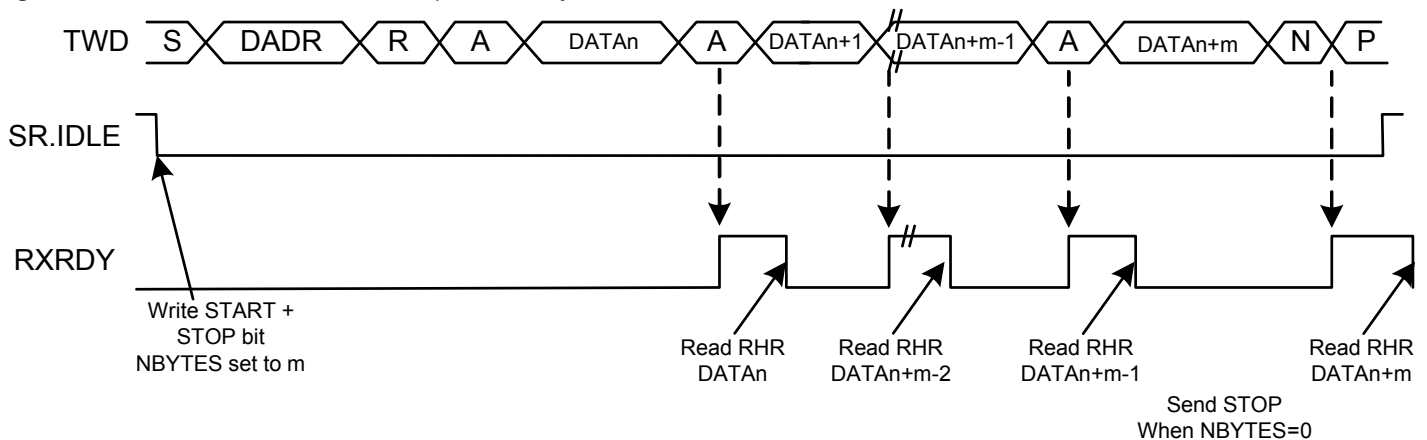 TWD S DADR R A DATAn A DATAn+1 DATAn+m-1 A DATAn+m N P
SR.IDLE
RXRDY
Write START +
STOP bit
NBYTES set to m
Read RHR
DATAn
Read RHR
DATAn+m-2
Read RHR
DATAn+m-1
Send STOP
When NBYTES=0
Read RHR
DATAn+m